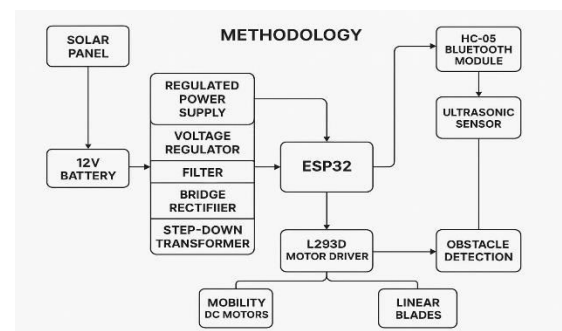 METHODOLOGY
SOLAR
PANEL
12V
BATTERY
REGULATED
POWER
SUPPLY
VOLTAGE
REGULATOR
FILTER
BRIDGE
RECTIFIIER
STEP-DOWN
TRANSFORMER
ESP32
L293D
MOTOR DRIVER
MOBILITY
DC MOTORS
LINEAR
BLADES
HC-05
BLUETOOTH
MODULE
ULTRASONIC
SENSOR
OBSTACLE
DETECTION